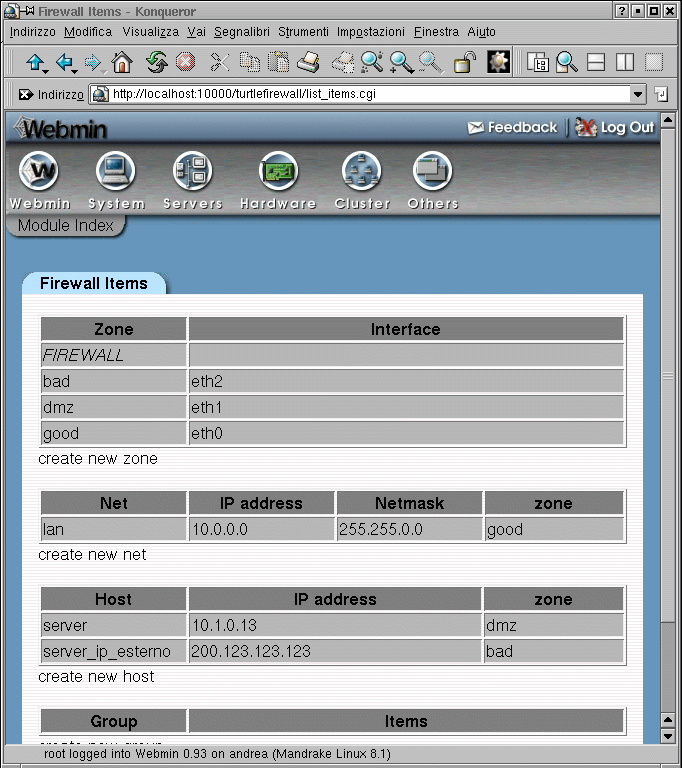 Firewall Items - Konqueror
Indirizzo Modifica Visualizza Vai Segnalibri Strumenti Impostazioni Finestra Aiuto
Indirizzo http://localhost:10000/turtlefirewall/list_items.cgi
Webmin Feedback Log Out
Webmin System Servers Hardware Cluster Others
Module Index
Firewall Items
Zone Interface
FIREWALL
bad eth2
dmz eth1
good eth0
create new zone
Net IP address Netmask zone
lan 10.0.0.0 255.255.0.0 good
create new net
Host IP address zone
server 10.1.0.13 dmz
server_ip_esterno 200.123.123.123 bad
create new host
Group Items
create new group
root logged into Webmin 0.93 on andrea (Mandrake Linux 8.1)